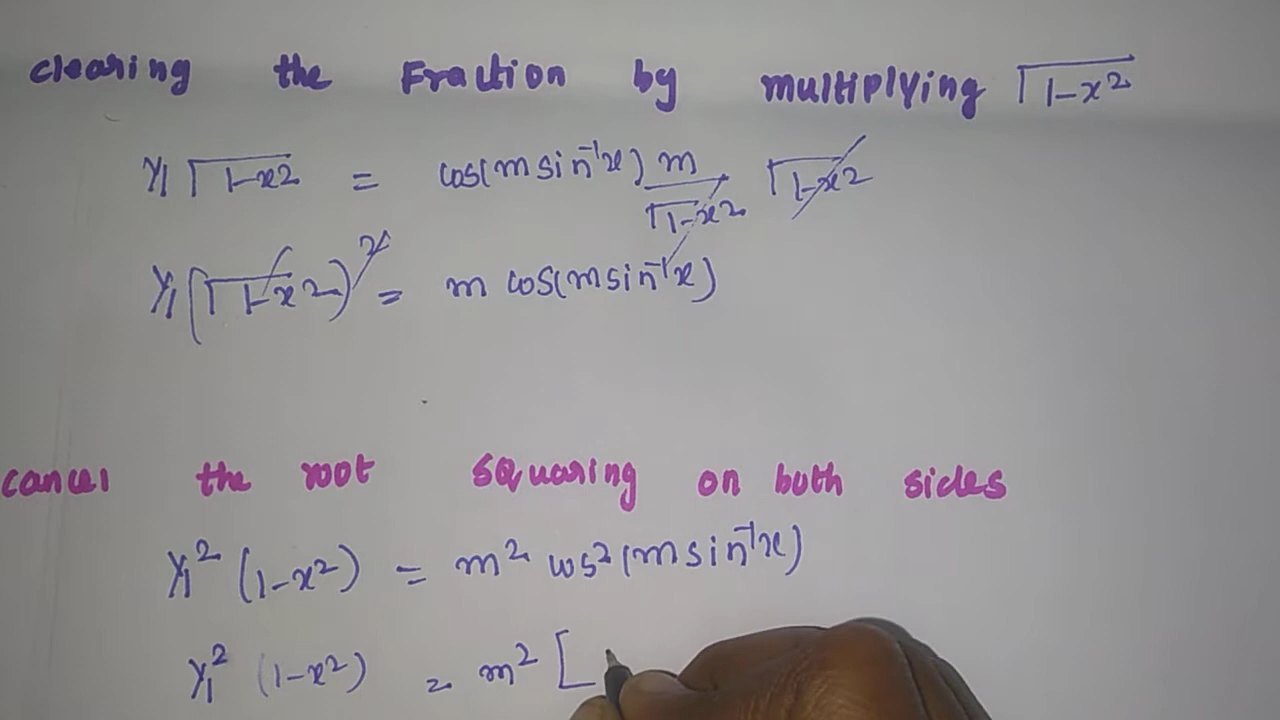 clearing the Fraction by multiplying √1-x²
y₁ √1-x² = cos(m sin⁻¹x) m/√1-x² √1-x²
y₁(√1-x²)² = m cos(m sin⁻¹x)
cancel the root squaring on both sides
y₁² (1-x²) = m² cos²(m sin⁻¹x)
y₁² (1-x²) = m² [